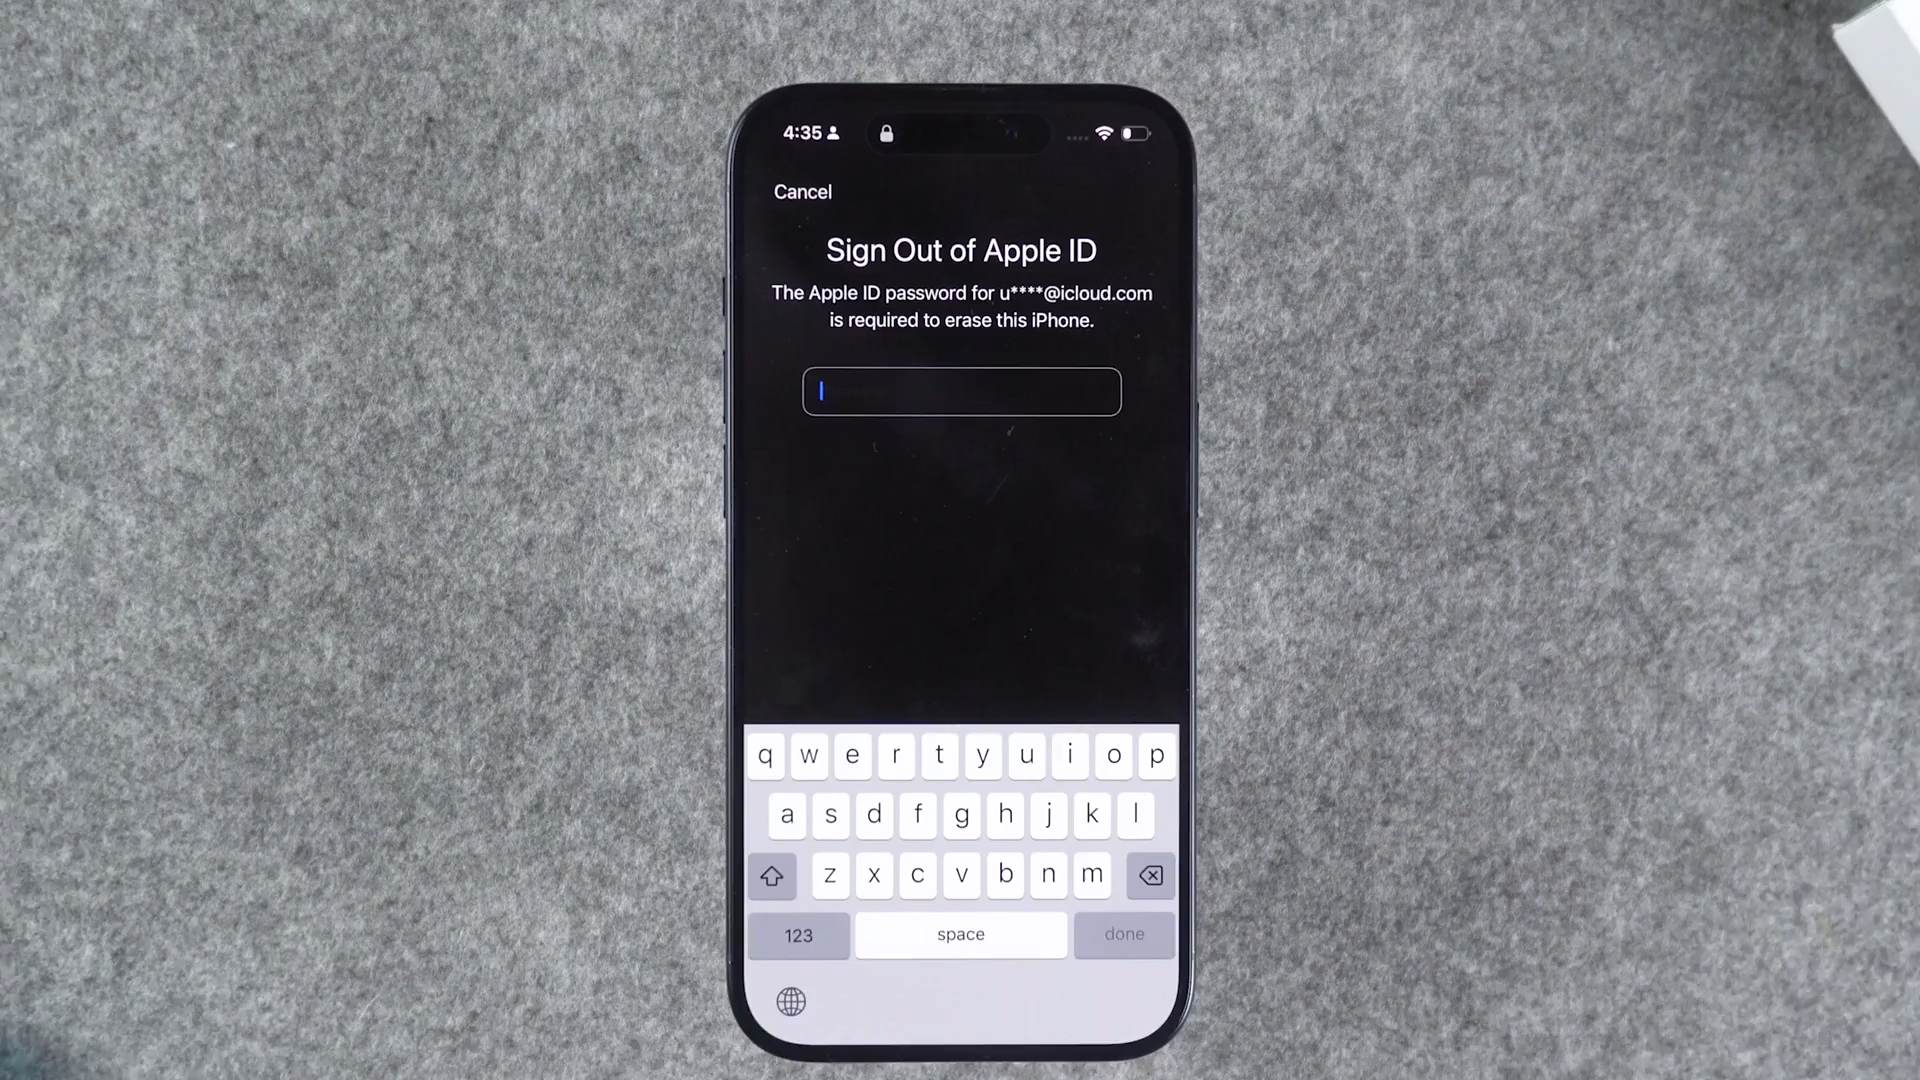 4:35
Cancel
Sign Out of Apple ID
The Apple ID password for u****@icloud.com
is required to erase this iPhone.
q w e r t y u i o p
a s d f g h j k l
z x c v b n m
123 space done